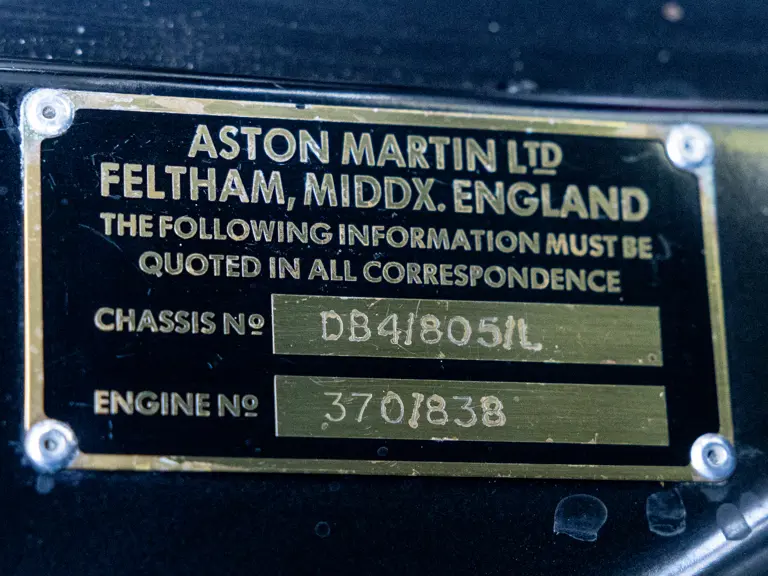 ASTON MARTIN LTD
FELTHAM, MIDDX. ENGLAND
THE FOLLOWING INFORMATION MUST BE
QUOTED IN ALL CORRESPONDENCE
CHASSIS Nº DB4/805/L
ENGINE Nº 370/838